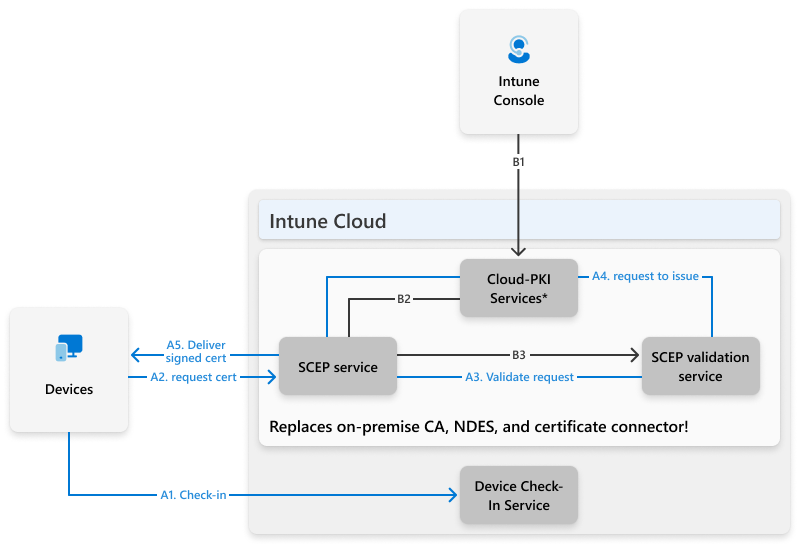 Intune
Console
B1
Intune Cloud
Cloud-PKI
Services*
A4. request to issue
B2
A5. Deliver
signed cert
A2. request cert
SCEP service
B3
A3. Validate request
SCEP validation
service
Devices
Replaces on-premise CA, NDES, and certificate connector!
A1. Check-in
Device Check-
In Service